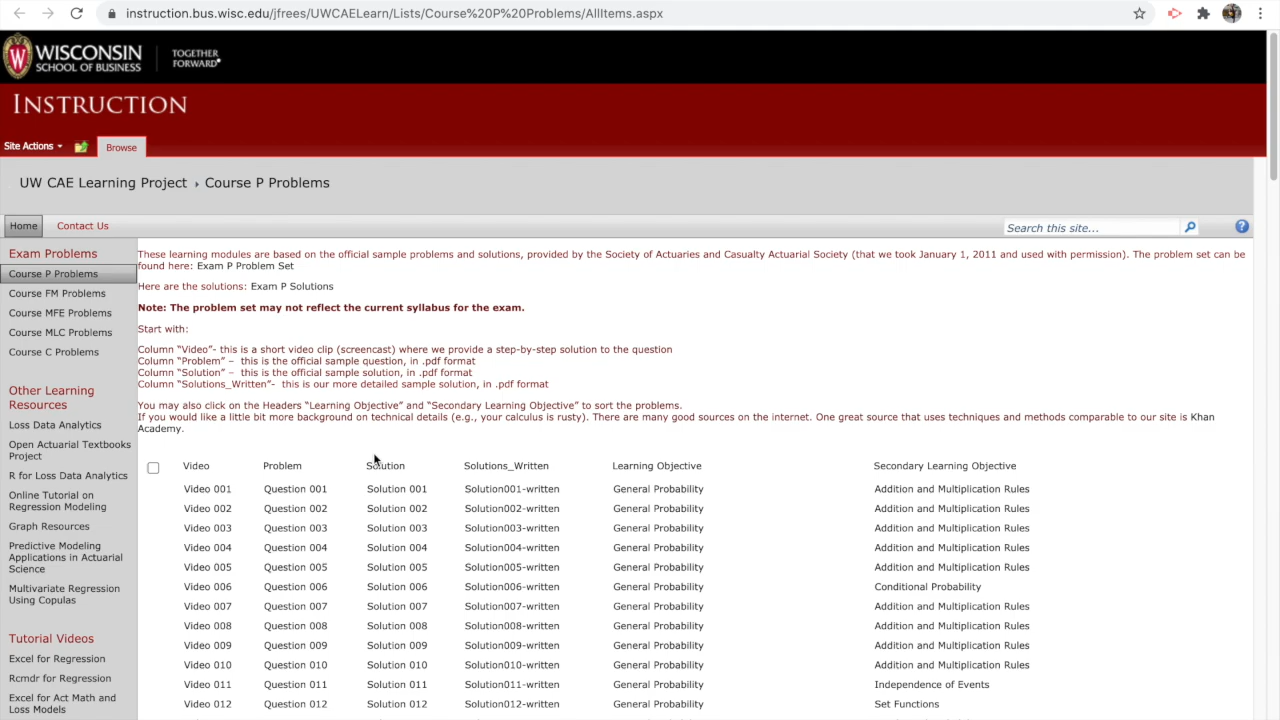 instruction.bus.wisc.edu/jfrees/UWCAELearn/Lists/Course%20P%20Problems/AllItems.aspx
W WISCONSIN
SCHOOL OF BUSINESS
TOGETHER
FORWARD
INSTRUCTION
Site Actions
Browse
UW CAE Learning Project
Course P Problems
Home
Contact Us
Search this site...
Exam Problems
Course P Problems
Course FM Problems
Course MFE Problems
Course MLC Problems
Course C Problems
Other Learning
Resources
Loss Data Analytics
Open Actuarial Textbooks
Project
R for Loss Data Analytics
Online Tutorial on
Regression Modeling
Graph Resources
Predictive Modeling
Applications in Actuarial
Science
Multivariate Regression
Using Copulas
Tutorial Videos
Excel for Regression
Rcmdr for Regression
Excel for Act Math and
Loss Models
These learning modules are based on the official sample problems and solutions, provided by the Society of Actuaries and Casualty Actuarial Society (that we took January 1, 2011 and used with permission). The problem set can be
found here: Exam P Problem Set
Here are the solutions: Exam P Solutions
Note: The problem set may not reflect the current syllabus for the exam.
Start with:
Column "Video"- this is a short video clip (screencast) where we provide a step-by-step solution to the question
Column "Problem" – this is the official sample question, in .pdf format
Column "Solution" – this is the official sample solution, in .pdf format
Column "Solutions_Written"- this is our more detailed sample solution, in .pdf format
You may also click on the Headers "Learning Objective" and "Secondary Learning Objective" to sort the problems.
If you would like a little bit more background on technical details (e.g., your calculus is rusty). There are many good sources on the internet. One great source that uses techniques and methods comparable to our site is Khan
Academy.
Video Problem Solution Solutions_Written Learning Objective Secondary Learning Objective
Video 001 Question 001 Solution 001 Solution001-written General Probability Addition and Multiplication Rules
Video 002 Question 002 Solution 002 Solution002-written General Probability Addition and Multiplication Rules
Video 003 Question 003 Solution 003 Solution003-written General Probability Addition and Multiplication Rules
Video 004 Question 004 Solution 004 Solution004-written General Probability Addition and Multiplication Rules
Video 005 Question 005 Solution 005 Solution005-written General Probability Addition and Multiplication Rules
Video 006 Question 006 Solution 006 Solution006-written General Probability Conditional Probability
Video 007 Question 007 Solution 007 Solution007-written General Probability Addition and Multiplication Rules
Video 008 Question 008 Solution 008 Solution008-written General Probability Addition and Multiplication Rules
Video 009 Question 009 Solution 009 Solution009-written General Probability Addition and Multiplication Rules
Video 010 Question 010 Solution 010 Solution010-written General Probability Addition and Multiplication Rules
Video 011 Question 011 Solution 011 Solution011-written General Probability Independence of Events
Video 012 Question 012 Solution 012 Solution012-written General Probability Set Functions